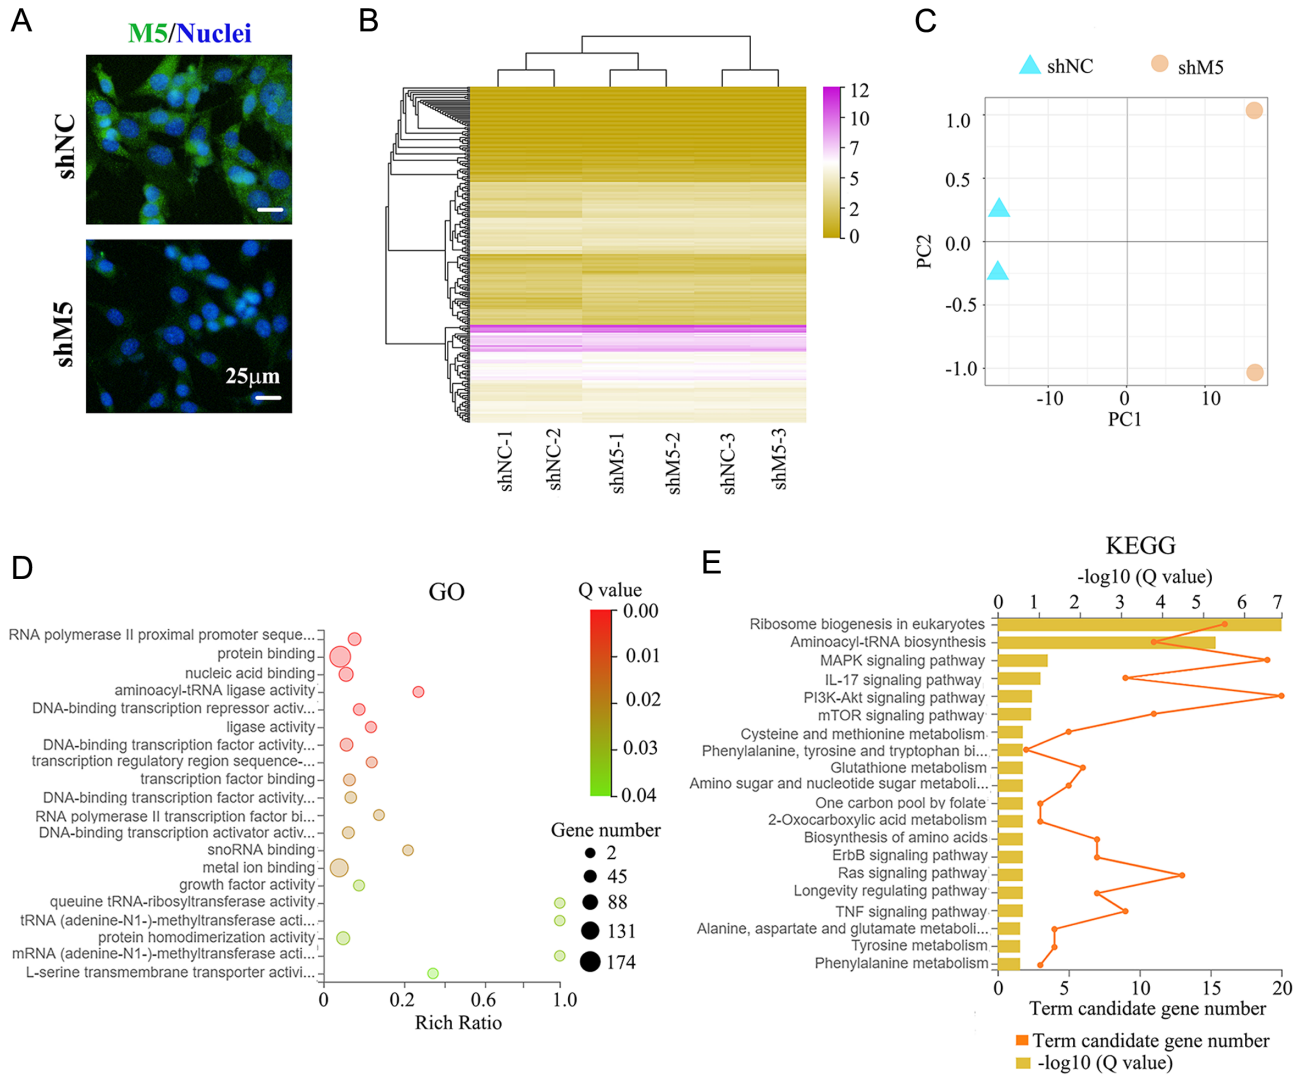 A
M5/Nuclei
shNC
shM5
25μm
B
12
10
7
5
2
0
shNC-1
shNC-2
shM5-1
shM5-2
shNC-3
shM5-3
C
shNC
shM5
1.0
0.5
0.0
-0.5
-1.0
PC2
-10
0
10
PC1
D
GO
RNA polymerase II proximal promoter seque...
protein binding
nucleic acid binding
aminoacyl-tRNA ligase activity
DNA-binding transcription repressor activ...
ligase activity
DNA-binding transcription factor activity...
transcription regulatory region sequence-...
transcription factor binding
DNA-binding transcription factor activity...
RNA polymerase II transcription factor bi...
DNA-binding transcription activator activ...
snoRNA binding
metal ion binding
growth factor activity
queuine tRNA-ribosyltransferase activity
tRNA (adenine-N1-)-methyltransferase acti...
protein homodimerization activity
mRNA (adenine-N1-)-methyltransferase acti...
L-serine transmembrane transporter activi...
0
0.2
0.6
1.0
Rich Ratio
Q value
0.00
0.01
0.02
0.03
0.04
Gene number
2
45
88
131
174
E
KEGG
-log10 (Q value)
0 1 2 3 4 5 6 7
Ribosome biogenesis in eukaryotes
Aminoacyl-tRNA biosynthesis
MAPK signaling pathway
IL-17 signaling pathway
PI3K-Akt signaling pathway
mTOR signaling pathway
Cysteine and methionine metabolism
Phenylalanine, tyrosine and tryptophan bi...
Glutathione metabolism
Amino sugar and nucleotide sugar metaboli...
One carbon pool by folate
2-Oxocarboxylic acid metabolism
Biosynthesis of amino acids
ErbB signaling pathway
Ras signaling pathway
Longevity regulating pathway
TNF signaling pathway
Alanine, aspartate and glutamate metaboli...
Tyrosine metabolism
Phenylalanine metabolism
0 5 10 15 20
Term candidate gene number
Term candidate gene number
-log10 (Q value)